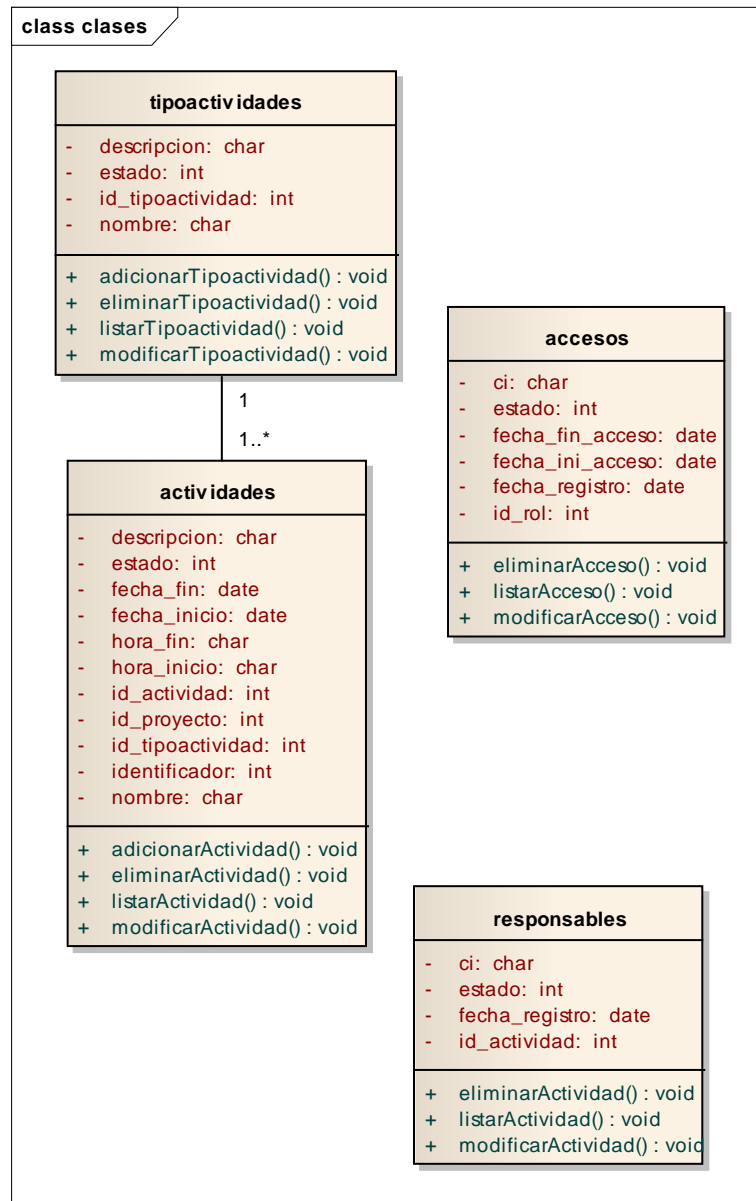 class clases
tipoactividades
- descripcion: char
- estado: int
- id_tipoactividad: int
- nombre: char
+ adicionarTipoactividad() : void
+ eliminarTipoactividad() : void
+ listarTipoactividad() : void
+ modificarTipoactividad() : void
1
1..*
actividades
- descripcion: char
- estado: int
- fecha_fin: date
- fecha_inicio: date
- hora_fin: char
- hora_inicio: char
- id_actividad: int
- id_proyecto: int
- id_tipoactividad: int
- identificador: int
- nombre: char
+ adicionarActividad() : void
+ eliminarActividad() : void
+ listarActividad() : void
+ modificarActividad() : void
accesos
- ci: char
- estado: int
- fecha_fin_acceso: date
- fecha_ini_acceso: date
- fecha_registro: date
- id_rol: int
+ eliminarAcceso() : void
+ listarAcceso() : void
+ modificarAcceso() : void
responsables
- ci: char
- estado: int
- fecha_registro: date
- id_actividad: int
+ eliminarActividad() : void
+ listarActividad() : void
+ modificarActividad() : void